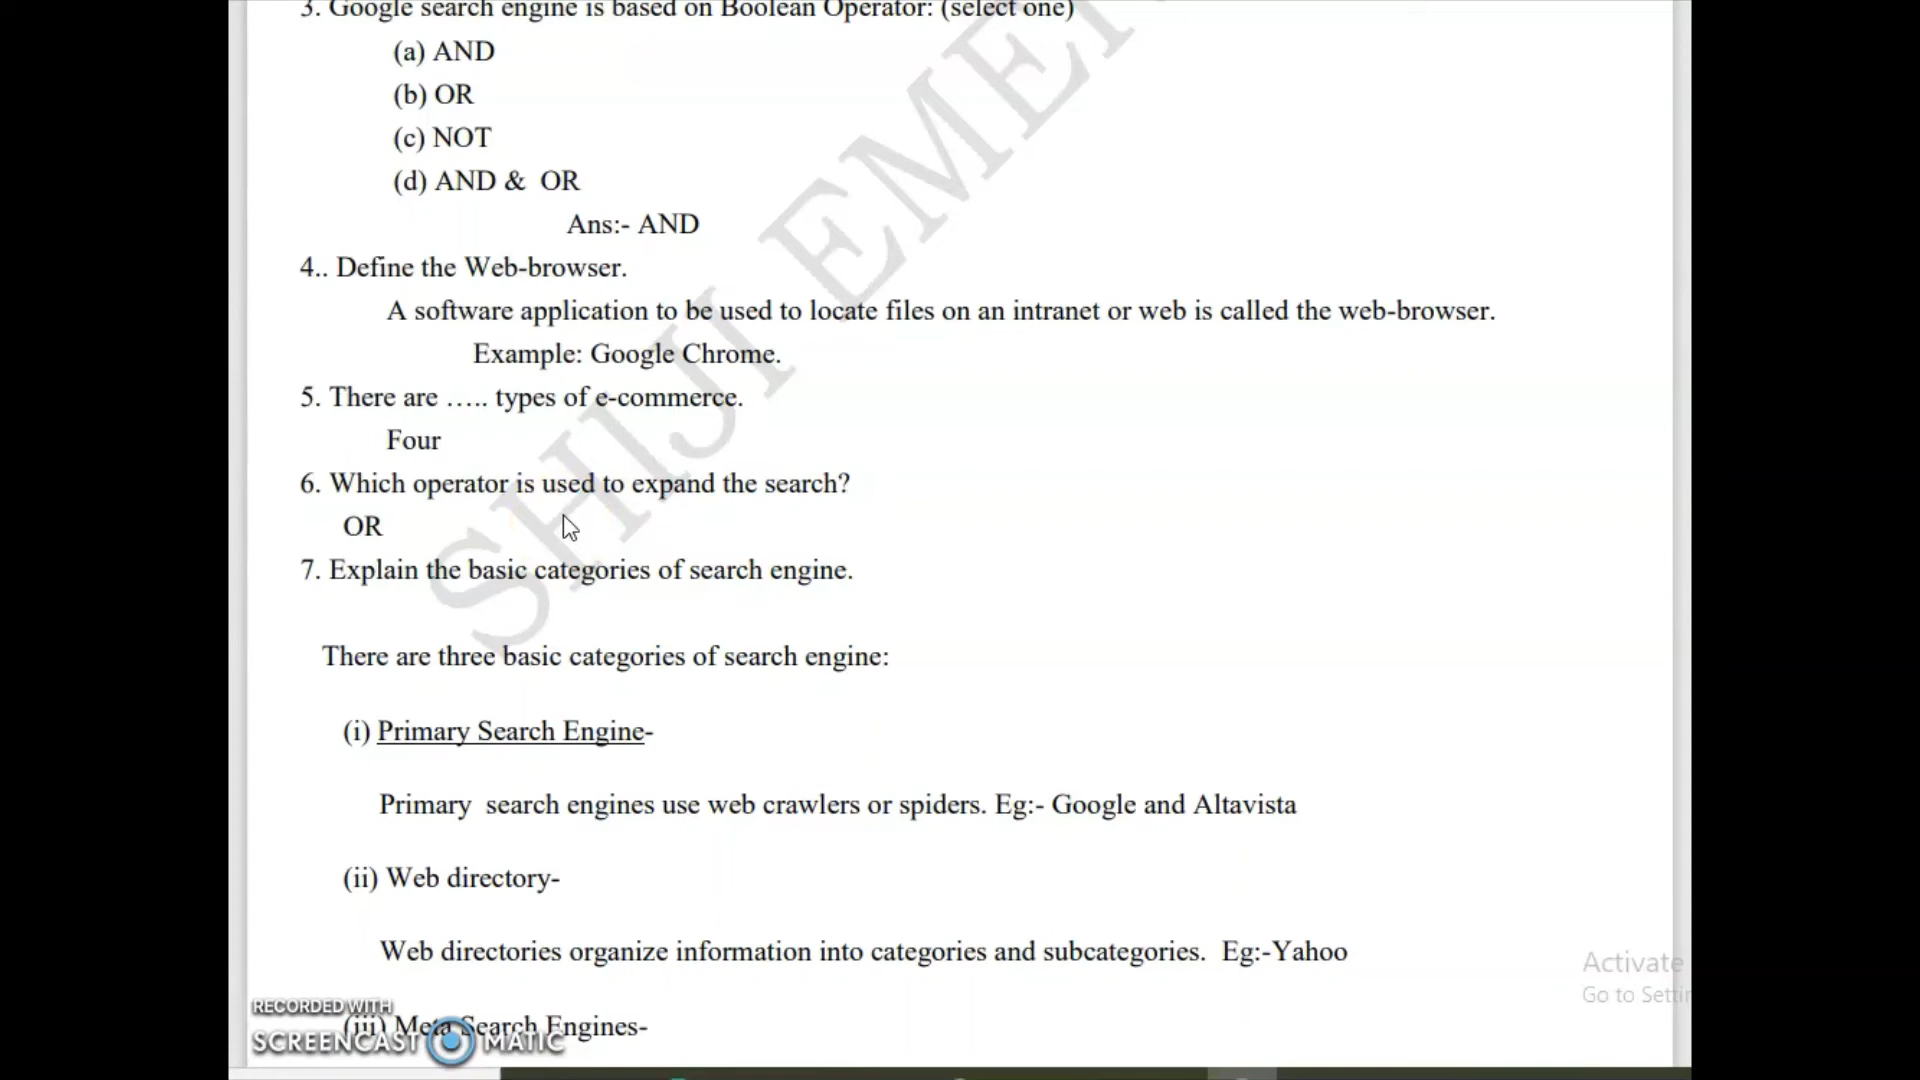 3. Google search engine is based on Boolean Operator: (select one)
(a) AND
(b) OR
(c) NOT
(d) AND & OR
Ans:- AND
4.. Define the Web-browser.
A software application to be used to locate files on an intranet or web is called the web-browser.
Example: Google Chrome.
5. There are ….. types of e-commerce.
Four
6. Which operator is used to expand the search?
OR
7. Explain the basic categories of search engine.
There are three basic categories of search engine:
(i) Primary Search Engine-
Primary search engines use web crawlers or spiders. Eg:- Google and Altavista
(ii) Web directory-
Web directories organize information into categories and subcategories. Eg:-Yahoo
(iii) Meta Search Engines-
SHIJI EME
Activate
Go to Settin
RECORDED WITH
SCREENCAST MATIC